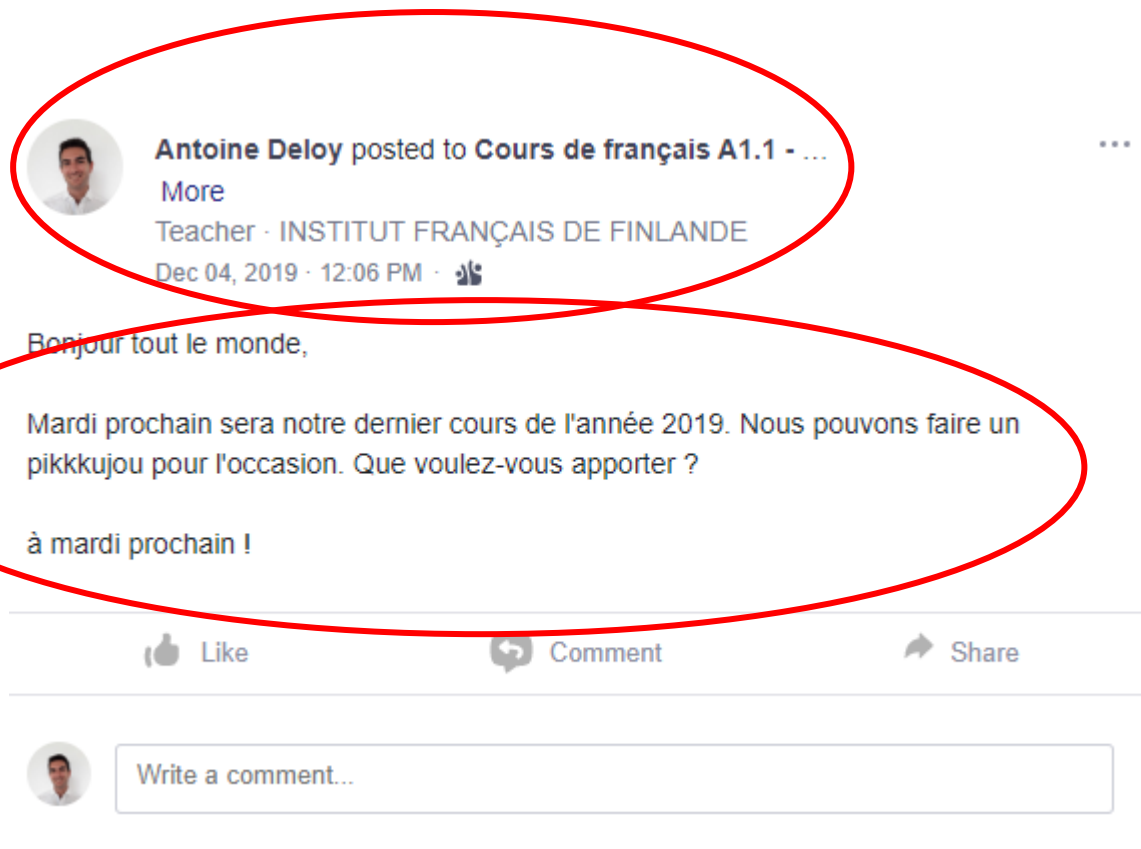 Antoine Deloy posted to Cours de français A1.1 - ...
More
Teacher · INSTITUT FRANÇAIS DE FINLANDE
Dec 04, 2019 · 12:06 PM ·
Bonjour tout le monde,
Mardi prochain sera notre dernier cours de l'année 2019. Nous pouvons faire un
pikkkujou pour l'occasion. Que voulez-vous apporter ?
à mardi prochain !
Like Comment Share
Write a comment...